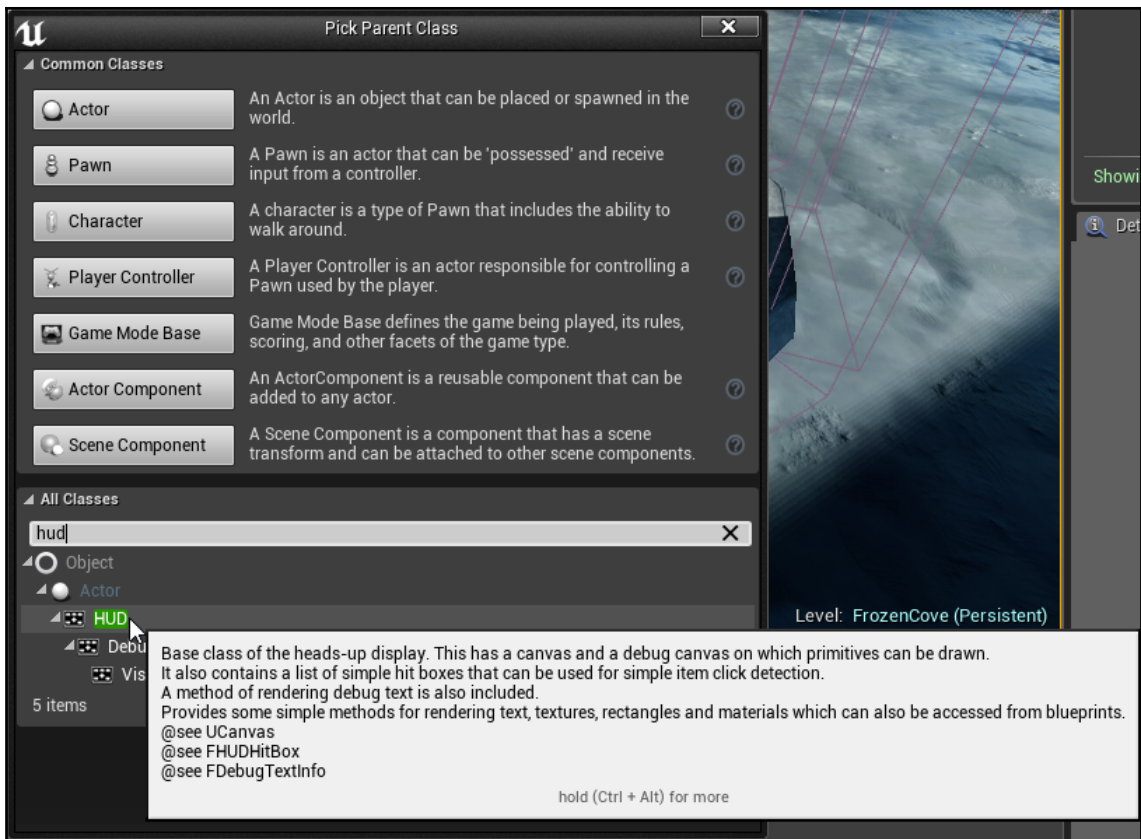 Pick Parent Class
Common Classes
Actor
An Actor is an object that can be placed or spawned in the
world.
Pawn
A Pawn is an actor that can be 'possessed' and receive
input from a controller.
Character
A character is a type of Pawn that includes the ability to
walk around.
Player Controller
A Player Controller is an actor responsible for controlling a
Pawn used by the player.
Game Mode Base
Game Mode Base defines the game being played, its rules,
scoring, and other facets of the game type.
Actor Component
An ActorComponent is a reusable component that can be
added to any actor.
Scene Component
A Scene Component is a component that has a scene
transform and can be attached to other scene components.
All Classes
hud
Object
Actor
HUD
Debu
Vis
5 items
Base class of the heads-up display. This has a canvas and a debug canvas on which primitives can be drawn.
It also contains a list of simple hit boxes that can be used for simple item click detection.
A method of rendering debug text is also included.
Provides some simple methods for rendering text, textures, rectangles and materials which can also be accessed from blueprints.
@see UCanvas
@see FHUDHitBox
@see FDebugTextInfo
hold (Ctrl + Alt) for more
Level: FrozenCove (Persistent)
Showi
Det